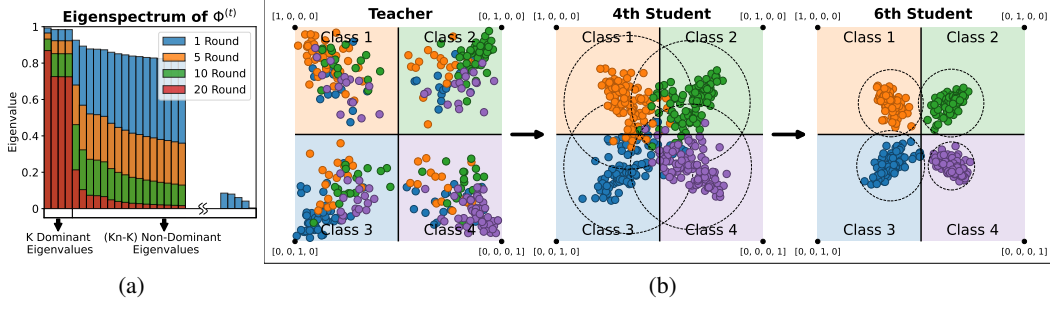 Eigenspectrum of Φ(t)
1
0.8
0.6
0.4
0.2
0
Eigenvalue
1 Round
5 Round
10 Round
20 Round
K Dominant
Eigenvalues
(Kn-K) Non-Dominant
Eigenvalues
(a)
Teacher
[1, 0, 0, 0]
[0, 1, 0, 0]
Class 1
Class 2
Class 3
Class 4
[0, 0, 1, 0]
[0, 0, 0, 1]
4th Student
[1, 0, 0, 0]
[0, 1, 0, 0]
Class 1
Class 2
Class 3
Class 4
[0, 0, 1, 0]
[0, 0, 0, 1]
6th Student
[1, 0, 0, 0]
[0, 1, 0, 0]
Class 1
Class 2
Class 3
Class 4
[0, 0, 1, 0]
[0, 0, 0, 1]
(b)